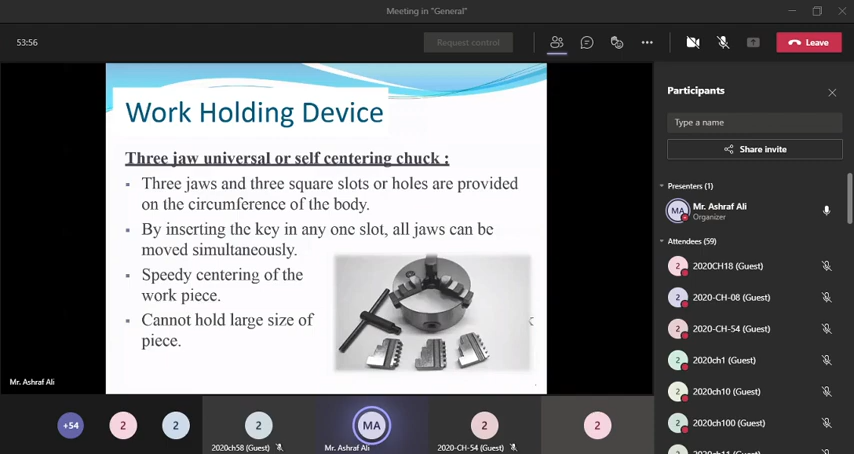 Meeting in "General"
53:56
Request control
Leave
Work Holding Device
Three jaw universal or self centering chuck :
▪ Three jaws and three square slots or holes are provided
on the circumference of the body.
▪ By inserting the key in any one slot, all jaws can be
moved simultaneously.
▪ Speedy centering of the
work piece.
▪ Cannot hold large size of
piece.
k
Mr. Ashraf Ali
Participants
Type a name
Share invite
Presenters (1)
MA
Mr. Ashraf Ali
Organizer
Attendees (59)
2
2020CH18 (Guest)
2
2020-CH-08 (Guest)
2
2020-CH-54 (Guest)
2
2020ch1 (Guest)
2
2020ch10 (Guest)
2
2020ch100 (Guest)
2020ch11 (Guest)
+54
2
2
2
2020ch58 (Guest)
MA
Mr. Ashraf Ali
2
2020-CH-54 (Guest)
2